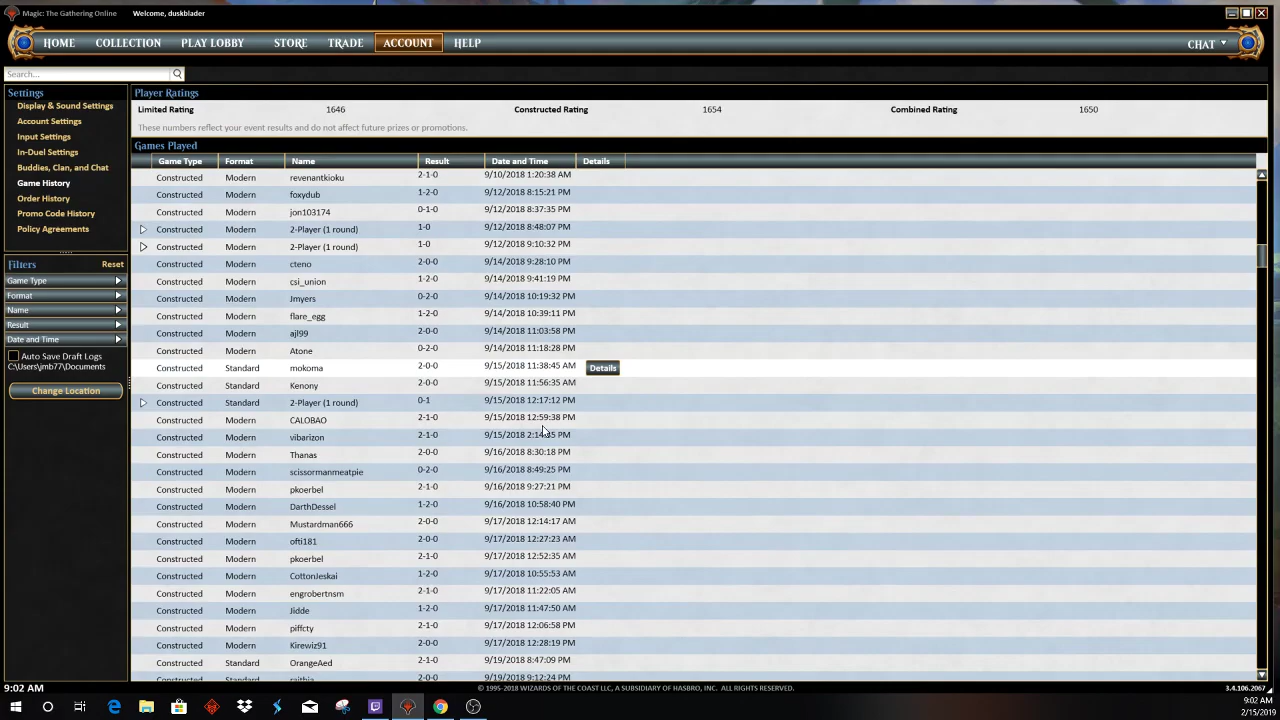 Magic: The Gathering Online Welcome, duskblader
HOME COLLECTION PLAY LOBBY STORE TRADE ACCOUNT HELP CHAT
Search...
Settings
Display & Sound Settings
Account Settings
Input Settings
In-Duel Settings
Buddies, Clan, and Chat
Game History
Order History
Promo Code History
Policy Agreements
Filters Reset
Game Type
Format
Name
Result
Date and Time
Auto Save Draft Logs
C:\Users\jmb77\Documents
Change Location
Player Ratings
Limited Rating 1646 Constructed Rating 1654 Combined Rating 1650
These numbers reflect your event results and do not affect future prizes or promotions.
Games Played
Game Type Format Name Result Date and Time Details
Constructed Modern revenantkioku 2-1-0 9/10/2018 1:20:38 AM
Constructed Modern foxydub 1-2-0 9/12/2018 8:15:21 PM
Constructed Modern jon103174 0-1-0 9/12/2018 8:37:35 PM
Constructed Modern 2-Player (1 round) 1-0 9/12/2018 8:48:07 PM
Constructed Modern 2-Player (1 round) 1-0 9/12/2018 9:10:32 PM
Constructed Modern cteno 2-0-0 9/14/2018 9:28:10 PM
Constructed Modern csi_union 1-2-0 9/14/2018 9:41:19 PM
Constructed Modern Jmyers 0-2-0 9/14/2018 10:19:32 PM
Constructed Modern flare_egg 1-2-0 9/14/2018 10:39:11 PM
Constructed Modern ajl99 2-0-0 9/14/2018 11:03:58 PM
Constructed Modern Atone 0-2-0 9/14/2018 11:18:28 PM
Constructed Standard mokoma 2-0-0 9/15/2018 11:38:45 AM Details
Constructed Standard Kenony 2-0-0 9/15/2018 11:56:35 AM
Constructed Standard 2-Player (1 round) 0-1 9/15/2018 12:17:12 PM
Constructed Modern CALOBAO 2-1-0 9/15/2018 12:59:38 PM
Constructed Modern vibarizon 2-1-0 9/15/2018 PM
Constructed Modern Thanas 2-0-0 9/16/2018 8:30:18 PM
Constructed Modern scissormanmeatpie 0-2-0 9/16/2018 8:49:25 PM
Constructed Modern pkoerbel 2-1-0 9/16/2018 9:27:21 PM
Constructed Modern DarthDessel 1-2-0 9/16/2018 10:58:40 PM
Constructed Modern Mustardman666 2-0-0 9/17/2018 12:14:17 AM
Constructed Modern ofti181 2-0-0 9/17/2018 12:27:23 AM
Constructed Modern pkoerbel 2-1-0 9/17/2018 12:52:35 AM
Constructed Modern CottonJeskai 1-2-0 9/17/2018 10:55:53 AM
Constructed Modern engrobertnsm 2-1-0 9/17/2018 11:22:05 AM
Constructed Modern Jidde 1-2-0 9/17/2018 11:47:50 AM
Constructed Modern piffcty 2-1-0 9/17/2018 12:06:58 PM
Constructed Modern Kirewiz91 2-0-0 9/17/2018 12:28:19 PM
Constructed Standard OrangeAed 2-1-0 9/19/2018 8:47:09 PM
Constructed Standard 2-0-0 9/19/2018 9:12:24 PM
9:02 AM © 1995-2018 WIZARDS OF THE COAST LLC, A SUBSIDIARY OF HASBRO, INC. ALL RIGHTS RESERVED. 3.4.106.2067
9:02 AM
2/15/2019